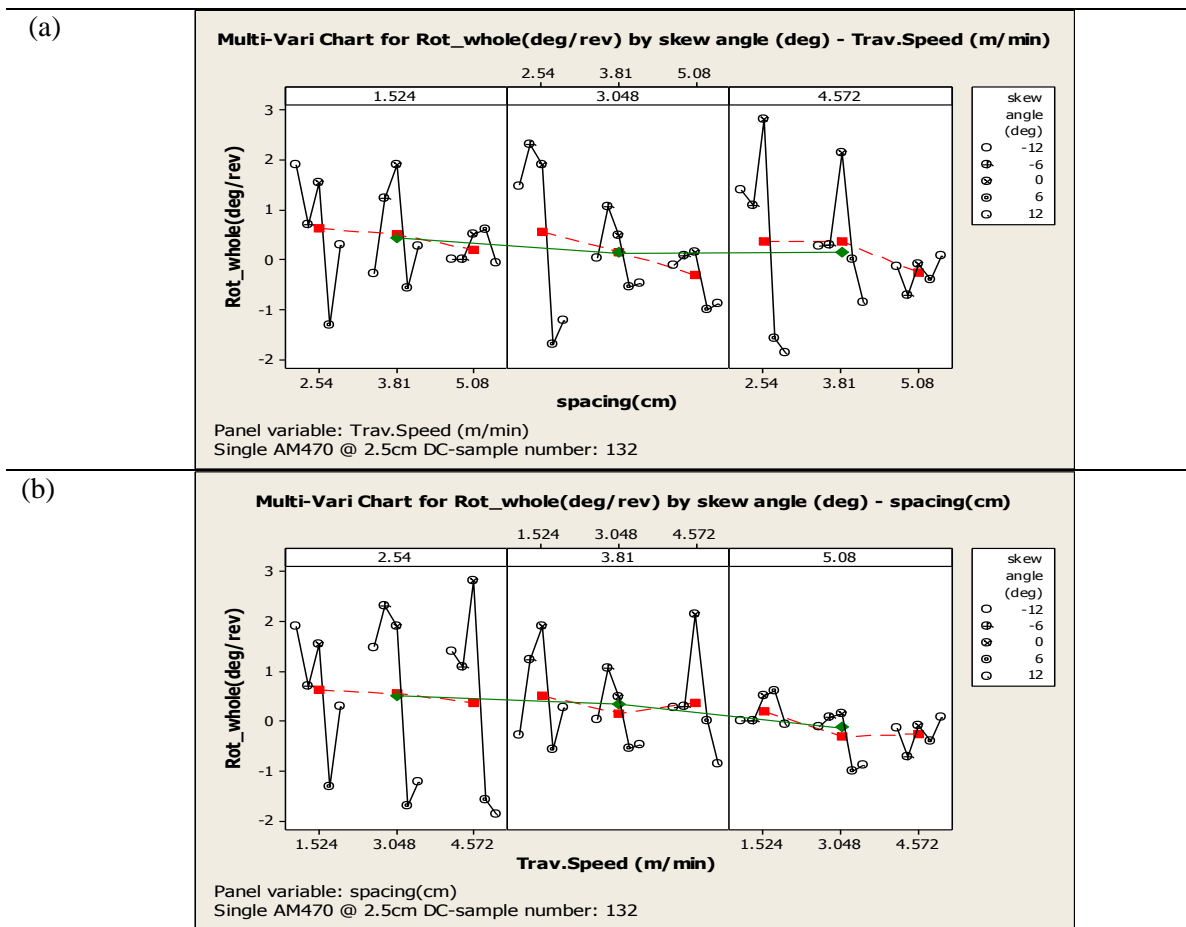 (a)
Multi-Vari Chart for Rot_whole(deg/rev) by skew angle (deg) - Trav.Speed (m/min)
2.54 3.81 5.08
1.524 3.048 4.572
3
2
1
0
-1
-2
Rot_whole(deg/rev)
2.54 3.81 5.08 2.54 3.81 5.08
spacing(cm)
skew
angle
(deg)
-12
-6
0
6
12
Panel variable: Trav.Speed (m/min)
Single AM470 @ 2.5cm DC-sample number: 132
(b)
Multi-Vari Chart for Rot_whole(deg/rev) by skew angle (deg) - spacing(cm)
1.524 3.048 4.572
2.54 3.81 5.08
3
2
1
0
-1
-2
Rot_whole(deg/rev)
1.524 3.048 4.572 1.524 3.048 4.572
Trav.Speed (m/min)
skew
angle
(deg)
-12
-6
0
6
12
Panel variable: spacing(cm)
Single AM470 @ 2.5cm DC-sample number: 132